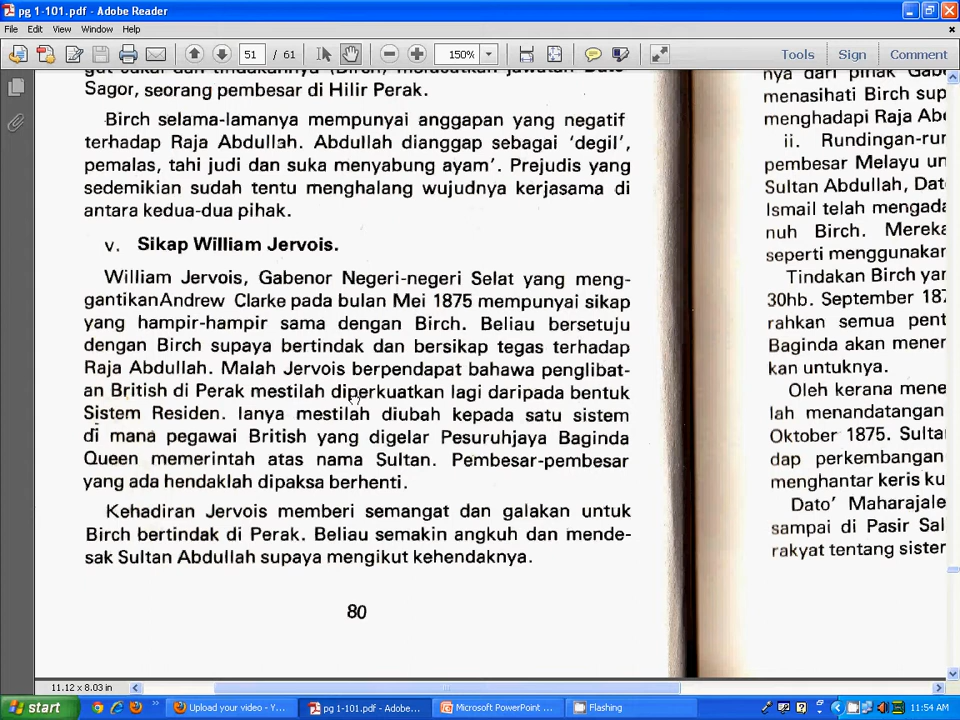 pg 1-101.pdf - Adobe Reader
File Edit View Window Help
51 / 61 150% Tools Sign Comment
Sagor, seorang pembesar di Hilir Perak.
Birch selama-lamanya mempunyai anggapan yang negatif
terhadap Raja Abdullah. Abdullah dianggap sebagai 'degil',
pemalas, tahi judi dan suka menyabung ayam'. Prejudis yang
sedemikian sudah tentu menghalang wujudnya kerjasama di
antara kedua-dua pihak.
v. Sikap William Jervois.
William Jervois, Gabenor Negeri-negeri Selat yang meng-
gantikanAndrew Clarke pada bulan Mei 1875 mempunyai sikap
yang hampir-hampir sama dengan Birch. Beliau bersetuju
dengan Birch supaya bertindak dan bersikap tegas terhadap
Raja Abdullah. Malah Jervois berpendapat bahawa penglibat-
an British di Perak mestilah diperkuatkan lagi daripada bentuk
Sistem Residen. Ianya mestilah diubah kepada satu sistem
di mana pegawai British yang digelar Pesuruhjaya Baginda
Queen memerintah atas nama Sultan. Pembesar-pembesar
yang ada hendaklah dipaksa berhenti.
Kehadiran Jervois memberi semangat dan galakan untuk
Birch bertindak di Perak. Beliau semakin angkuh dan mende-
sak Sultan Abdullah supaya mengikut kehendaknya.
80
nya dari pihak Gabe
menasihati Birch sup
menghadapi Raja Abd
ii. Rundingan-run
pembesar Melayu un
Sultan Abdullah, Dat
Ismail telah mengada
nuh Birch. Merek
seperti menggunakan
Tindakan Birch yan
30hb. September 187
rahkan semua pent
Baginda akan mener
kan untuknya.
Oleh kerana mene
lah menandatangan
Oktober 1875. Sulta
dap perkembangan
menghantar keris ku
Dato' Maharajale
sampai di Pasir Sal
rakyat tentang sister
11.12 x 8.03 in
start Upload your video - Y... pg 1-101.pdf - Adobe... Microsoft PowerPoint ... Flashing 11:54 AM